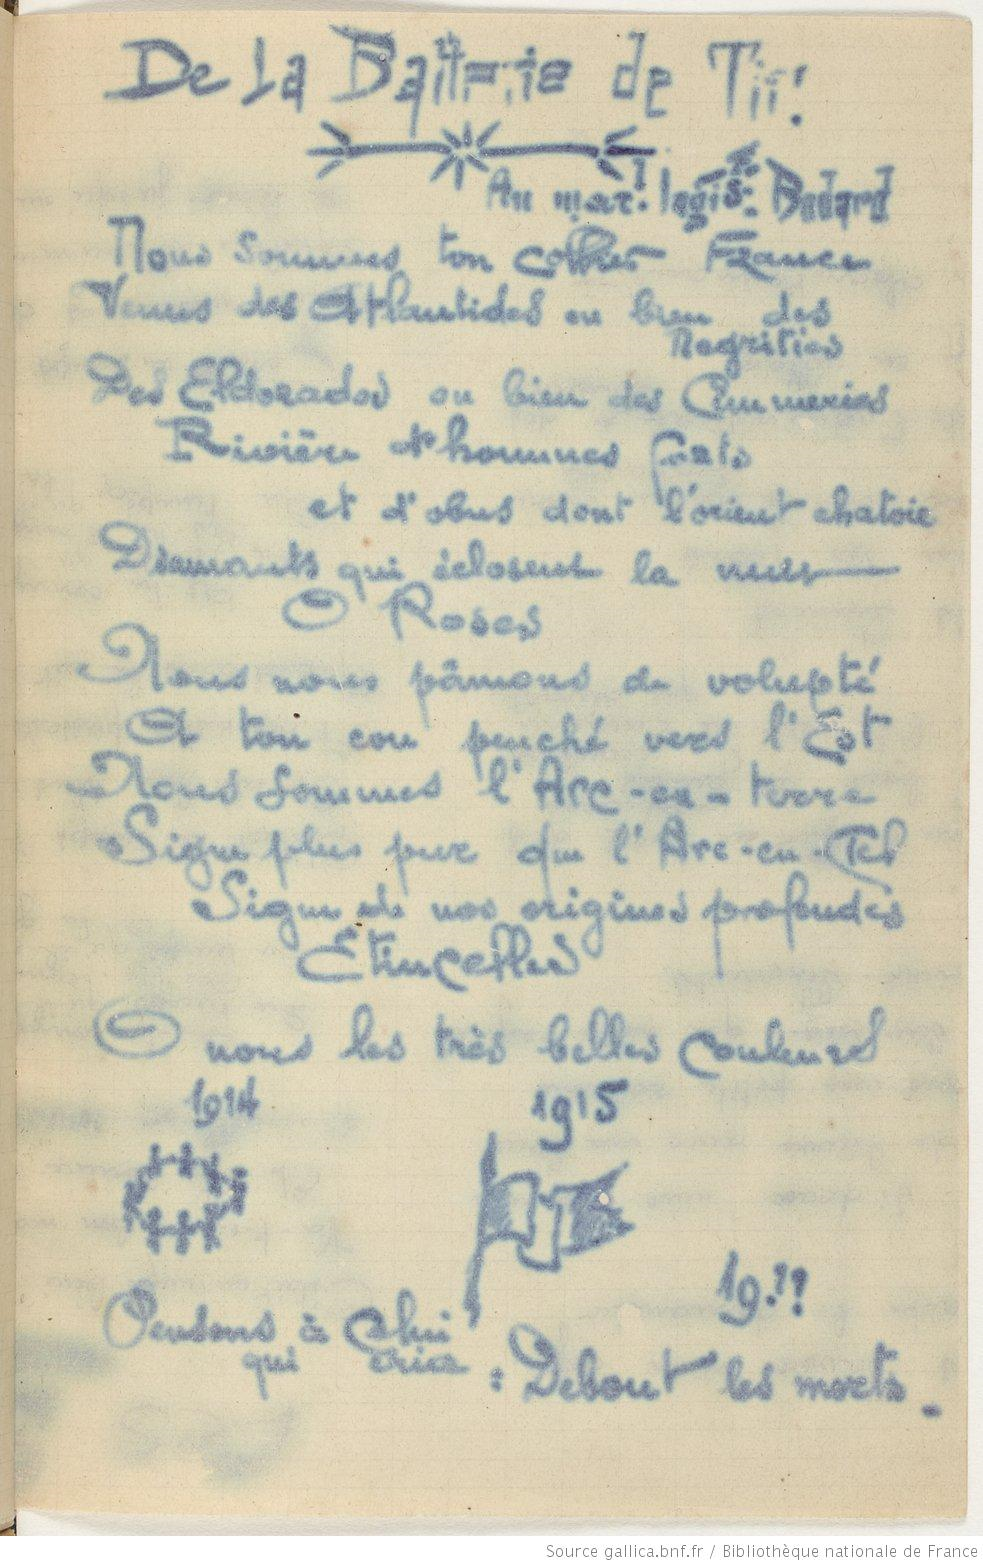 De la Batterie de Tir:
Au mar. l logis Bodard
Nous sommes ton collier France
Venus des Atlantides ou bien des
Negrities
Des Eldorados ou bien des Cimmeries
Rivière d'hommes forts
et d'obus dont l'orient chatoie
Diamants qui éclosent la nuit
O Roses
Nous nous pâmons de volupté
A ton cou penché vers l'Est
Nous sommes l'Arc-en-terre
Signe plus pur que l'Arc-en-Ciel
Signe de nos origines profondes
Etincelles
O nous les très belles couleurs
1914 1915
19.??
Pensons à Celui
qui cria : Debout les morts.
Source gallica.bnf.fr / Bibliothèque nationale de France